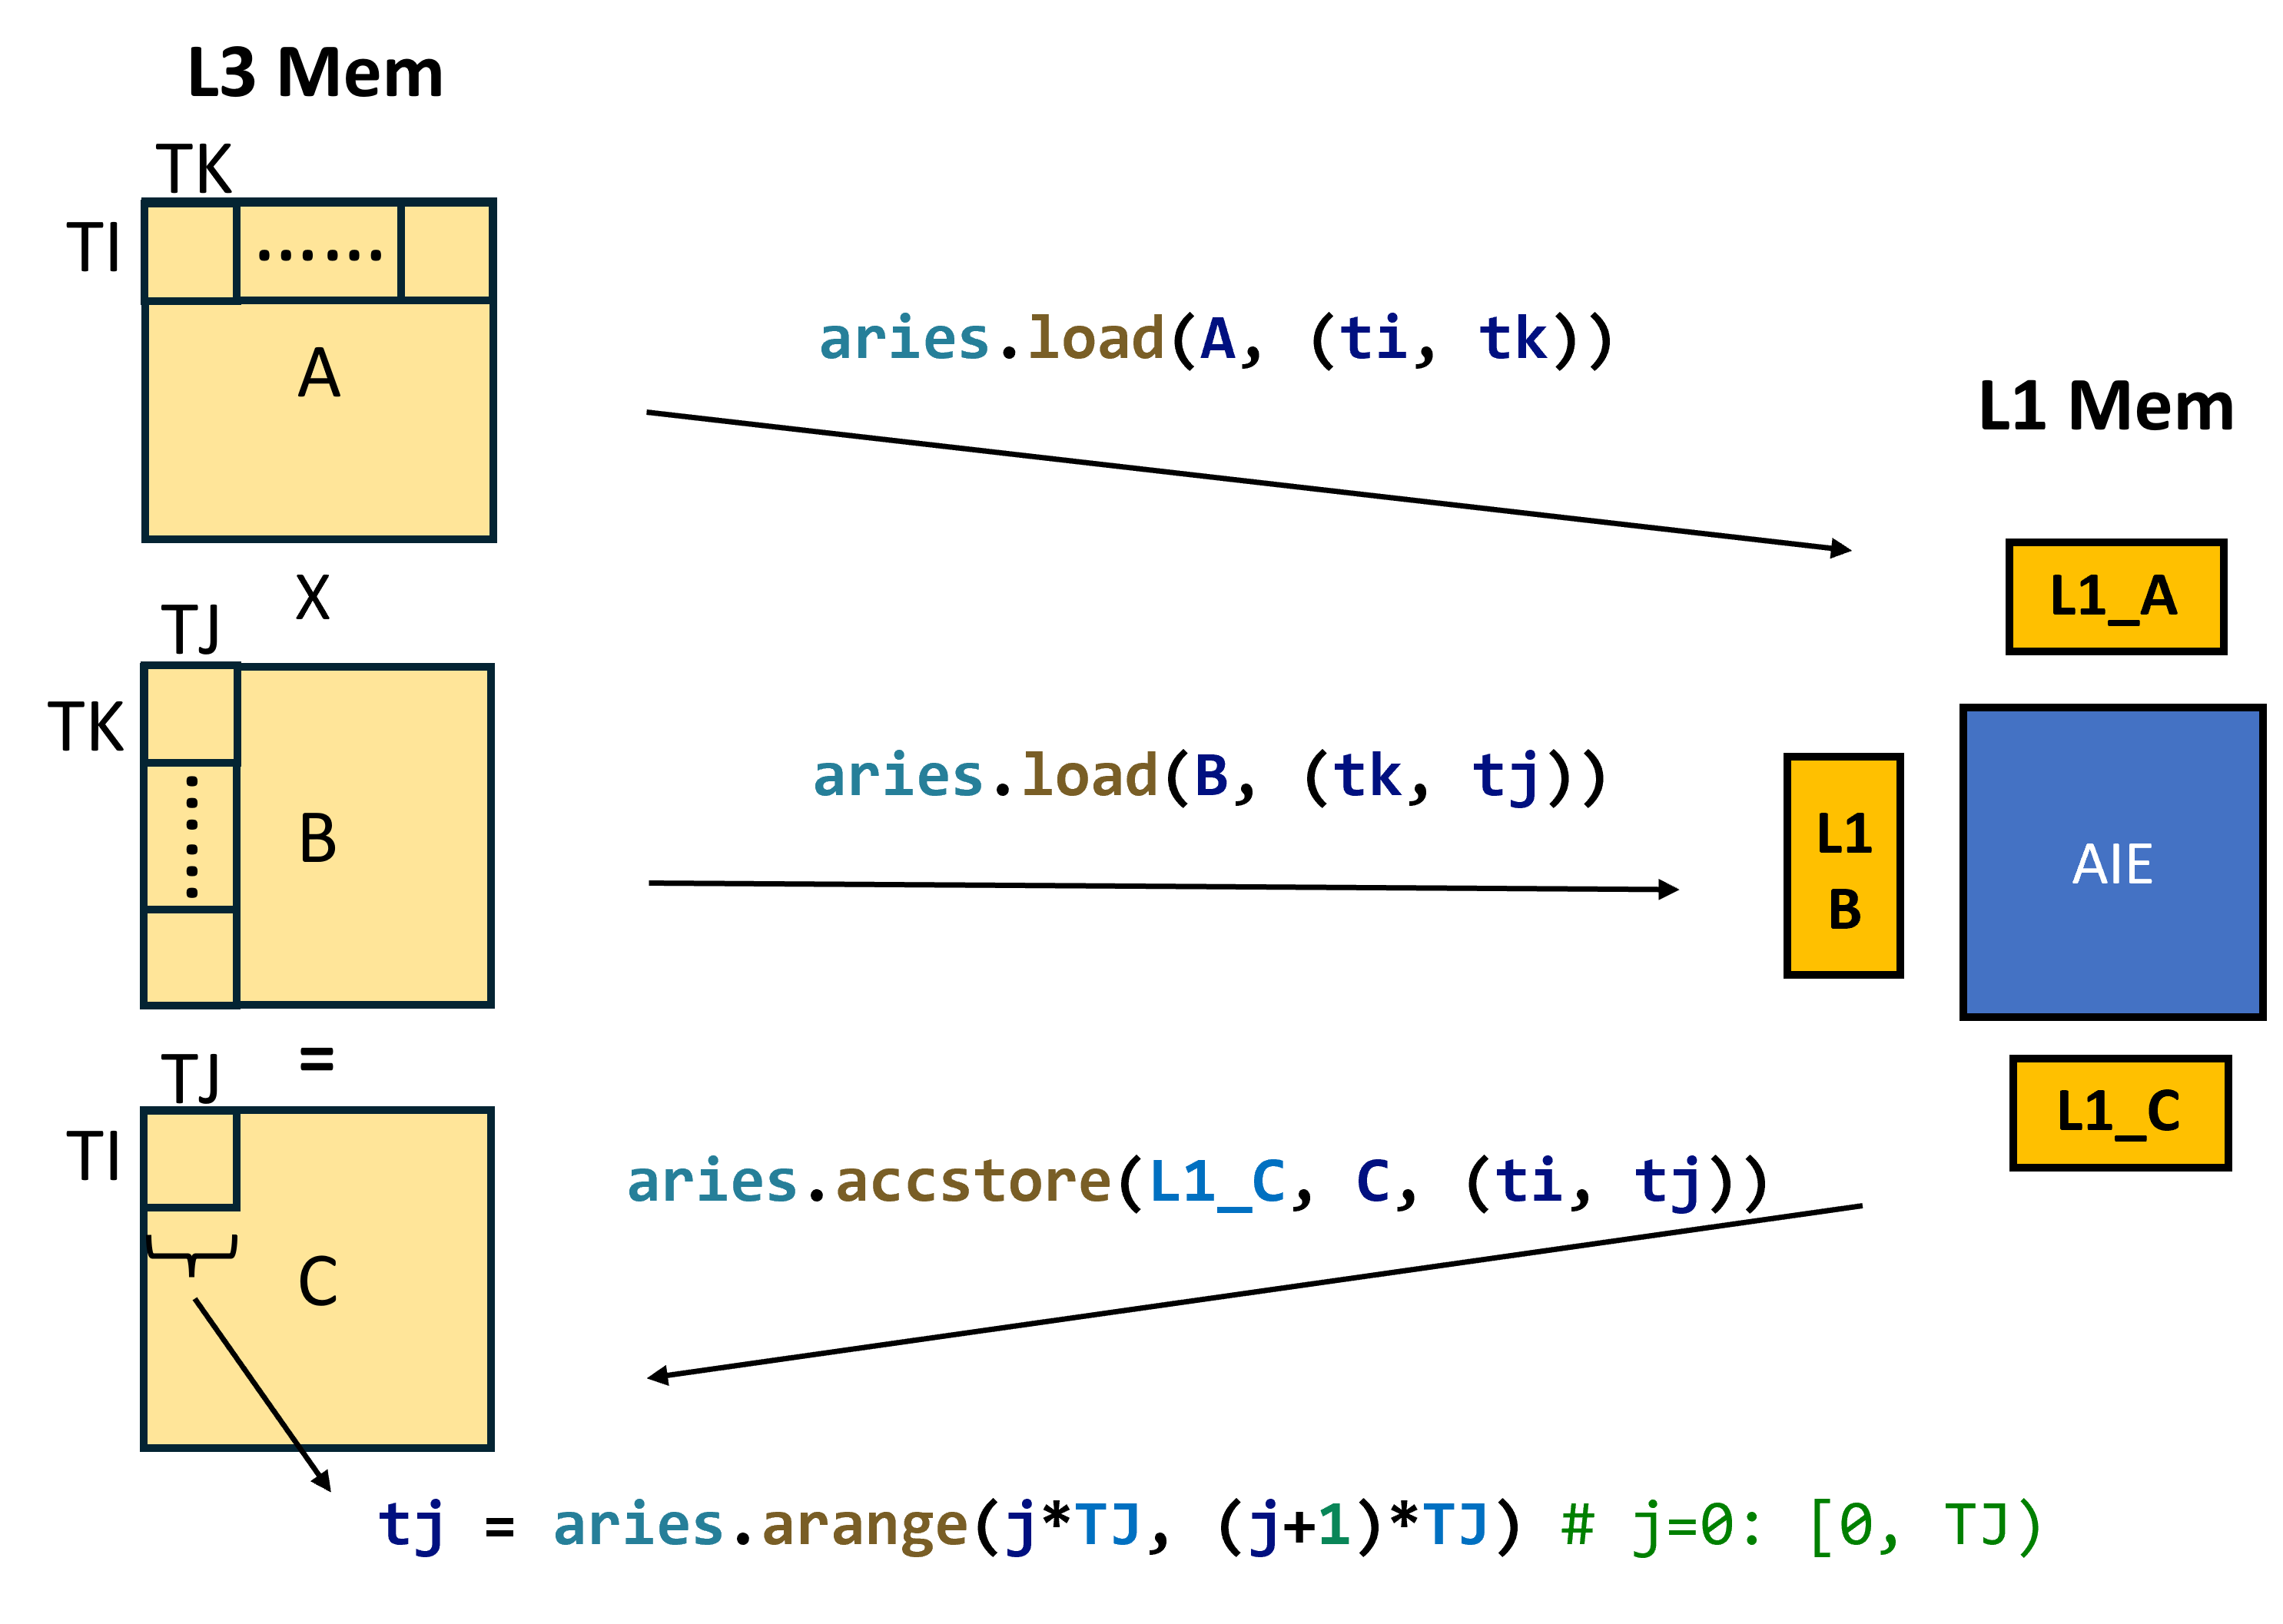 L3 Mem
TK
TI
......
A
aries.load(A, (ti, tk))
L1 Mem
X
L1_A
TJ
TK
......
B
aries.load(B, (tk, tj))
L1
B
AIE
=
TJ
TI
C
aries.accstore(L1_C, C, (ti, tj))
L1_C
tj = aries.arange(j*TJ, (j+1)*TJ) # j=0: [0, TJ)